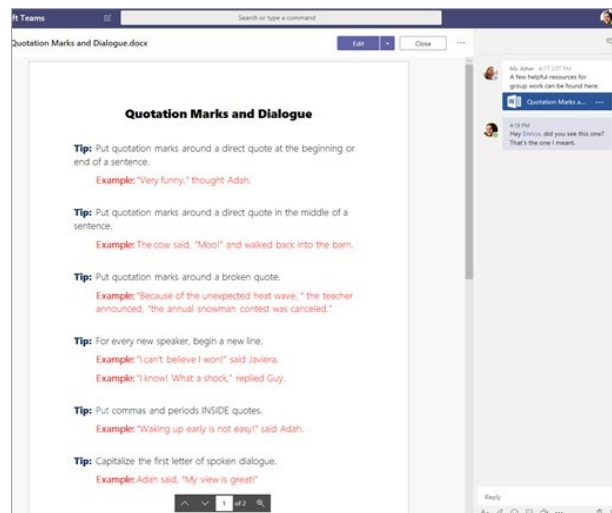 ft Teams
Search or type a command
Quotation Marks and Dialogue.docx
Edit
Close
Quotation Marks and Dialogue
Tip: Put quotation marks around a direct quote at the beginning or
end of a sentence.
Example: "Very funny," thought Adah.
Tip: Put quotation marks around a direct quote in the middle of a
sentence.
Example: The cow said, "Moo!" and walked back into the barn.
Tip: Put quotation marks around a broken quote.
Example: "Because of the unexpected heat wave, " the teacher
announced, "the annual snowman contest was canceled."
Tip: For every new speaker, begin a new line.
Example: "I can't believe I won!" said Javiera.
Example: "I know! What a shock," replied Guy.
Tip: Put commas and periods INSIDE quotes.
Example: "Waking up early is not easy!" said Adah.
Tip: Capitalize the first letter of spoken dialogue.
Example: Adah said, "My view is great!"
1 of 2
Ms. Asher 4/17 2:07 PM
A few helpful resources for
group work can be found here:
Quotation Marks a...
4:19 PM
Hey Enrico, did you see this one?
That's the one I meant.
Reply